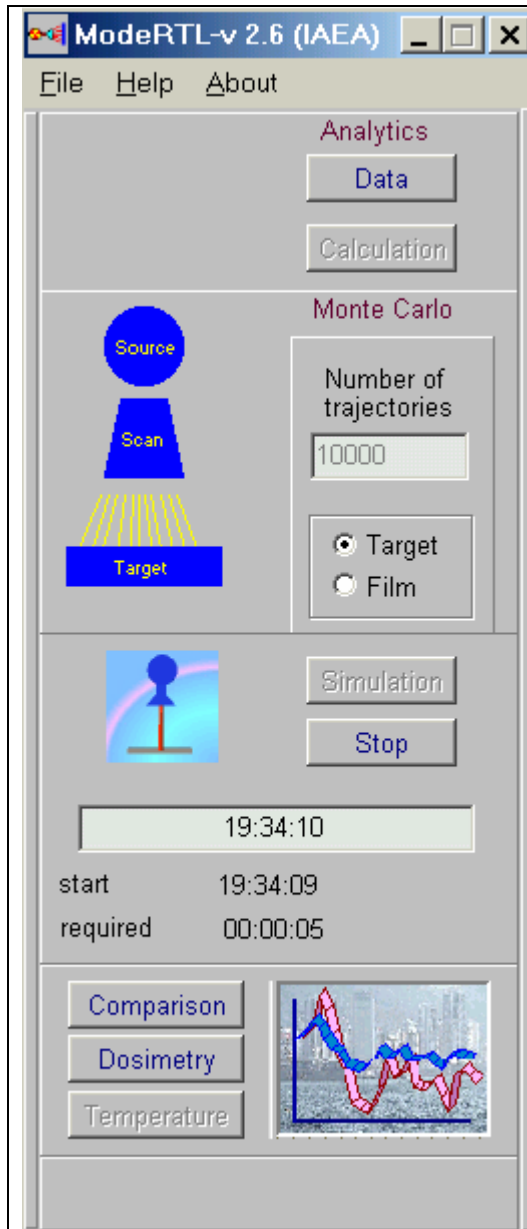 ModeRTL-v 2.6 (IAEA)
File Help About
Analytics
Data
Calculation
Monte Carlo
Source
Scan
Target
Number of
trajectories
10000
Target
Film
Simulation
Stop
19:34:10
start 19:34:09
required 00:00:05
Comparison
Dosimetry
Temperature